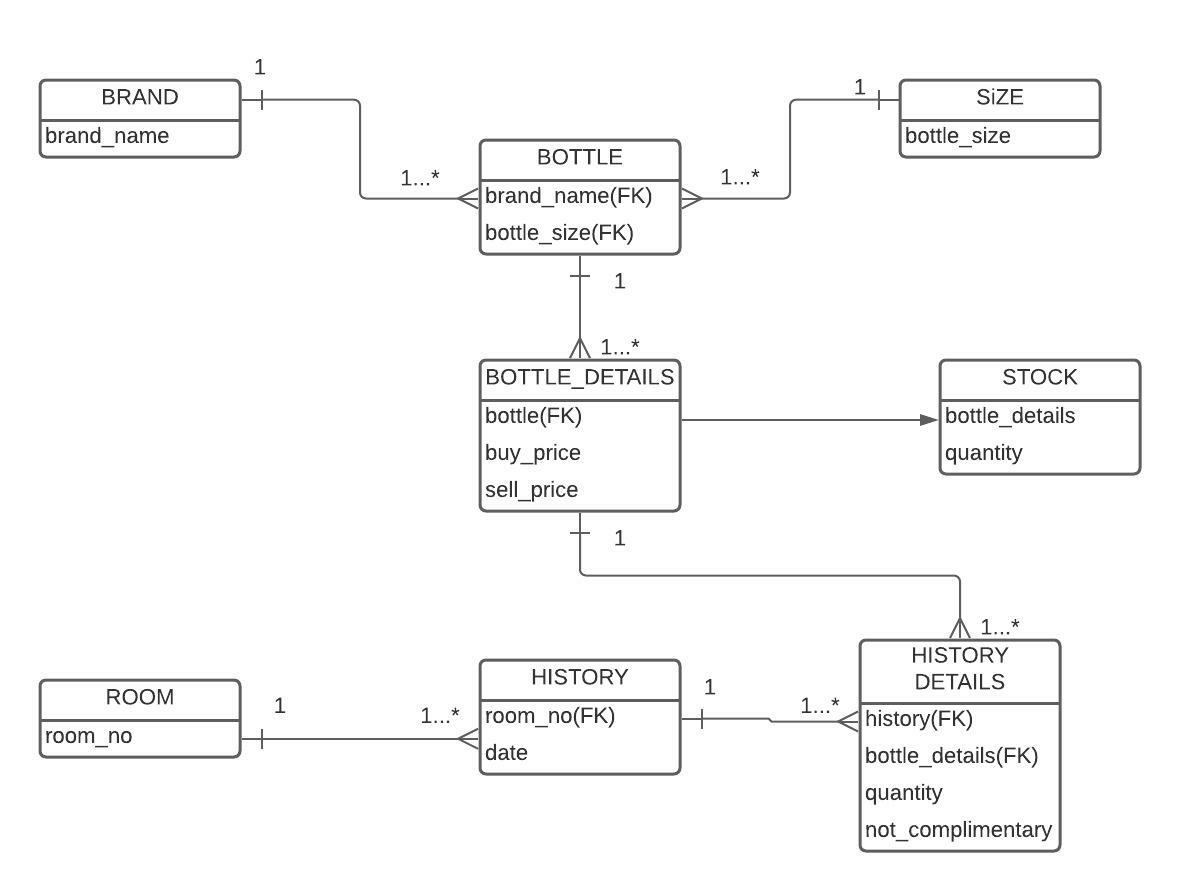 1
BRAND
brand_name
1
SiZE
bottle_size
1...*
1...*
BOTTLE
brand_name(FK)
bottle_size(FK)
1
1...*
BOTTLE_DETAILS
bottle(FK)
buy_price
sell_price
STOCK
bottle_details
quantity
1
1...*
ROOM
room_no
1
1...*
HISTORY
room_no(FK)
date
1
1...*
HISTORY
DETAILS
history(FK)
bottle_details(FK)
quantity
not_complimentary